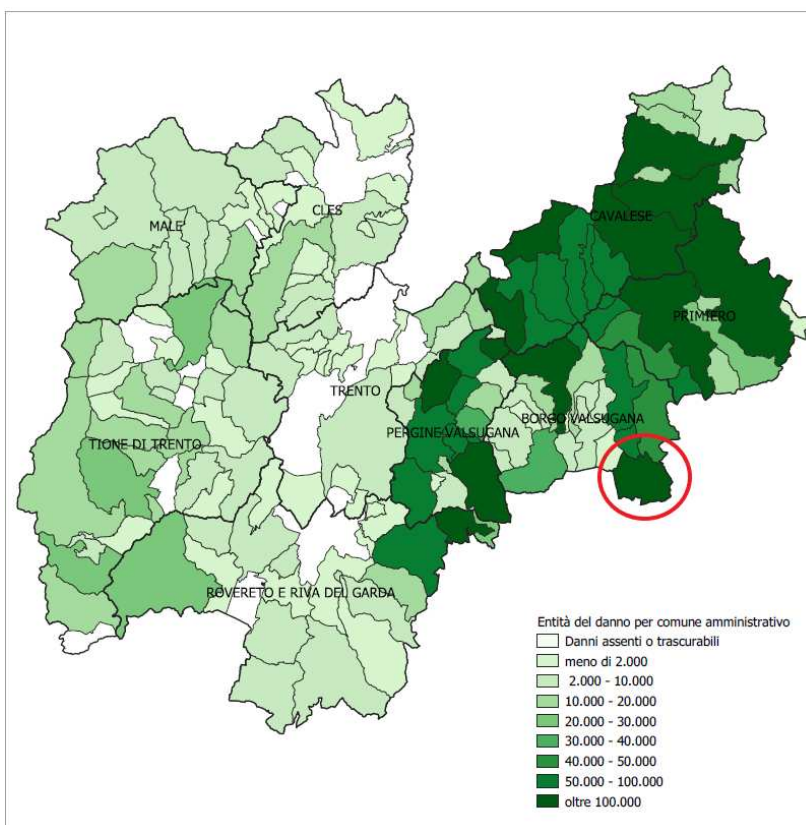 CAVALESE
CLES
MALE'
PRIMIERO
TRENTO
BORGO VALSUGANA
PERGINE VALSUGANA
TIONE DI TRENTO
ROVERETO E RIVA DEL GARDA
Entità del danno per comune amministrativo
Danni assenti o trascurabili
meno di 2.000
2.000 - 10.000
10.000 - 20.000
20.000 - 30.000
30.000 - 40.000
40.000 - 50.000
50.000 - 100.000
oltre 100.000